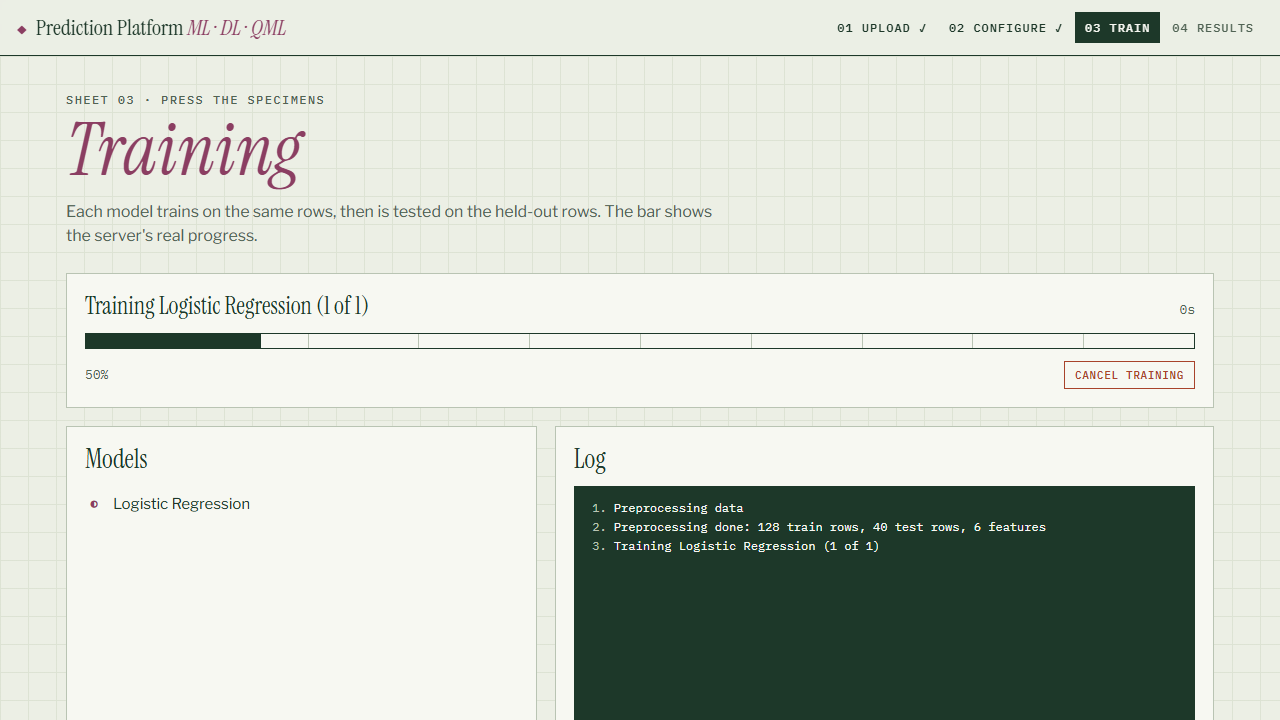 Prediction Platform ML · DL · QML
01 UPLOAD ✓ 02 CONFIGURE ✓ 03 TRAIN 04 RESULTS
SHEET 03 · PRESS THE SPECIMENS
Training
Each model trains on the same rows, then is tested on the held-out rows. The bar shows
the server's real progress.
Training Logistic Regression (1 of 1)
0s
50%
CANCEL TRAINING
Models
Logistic Regression
Log
1. Preprocessing data
2. Preprocessing done: 128 train rows, 40 test rows, 6 features
3. Training Logistic Regression (1 of 1)